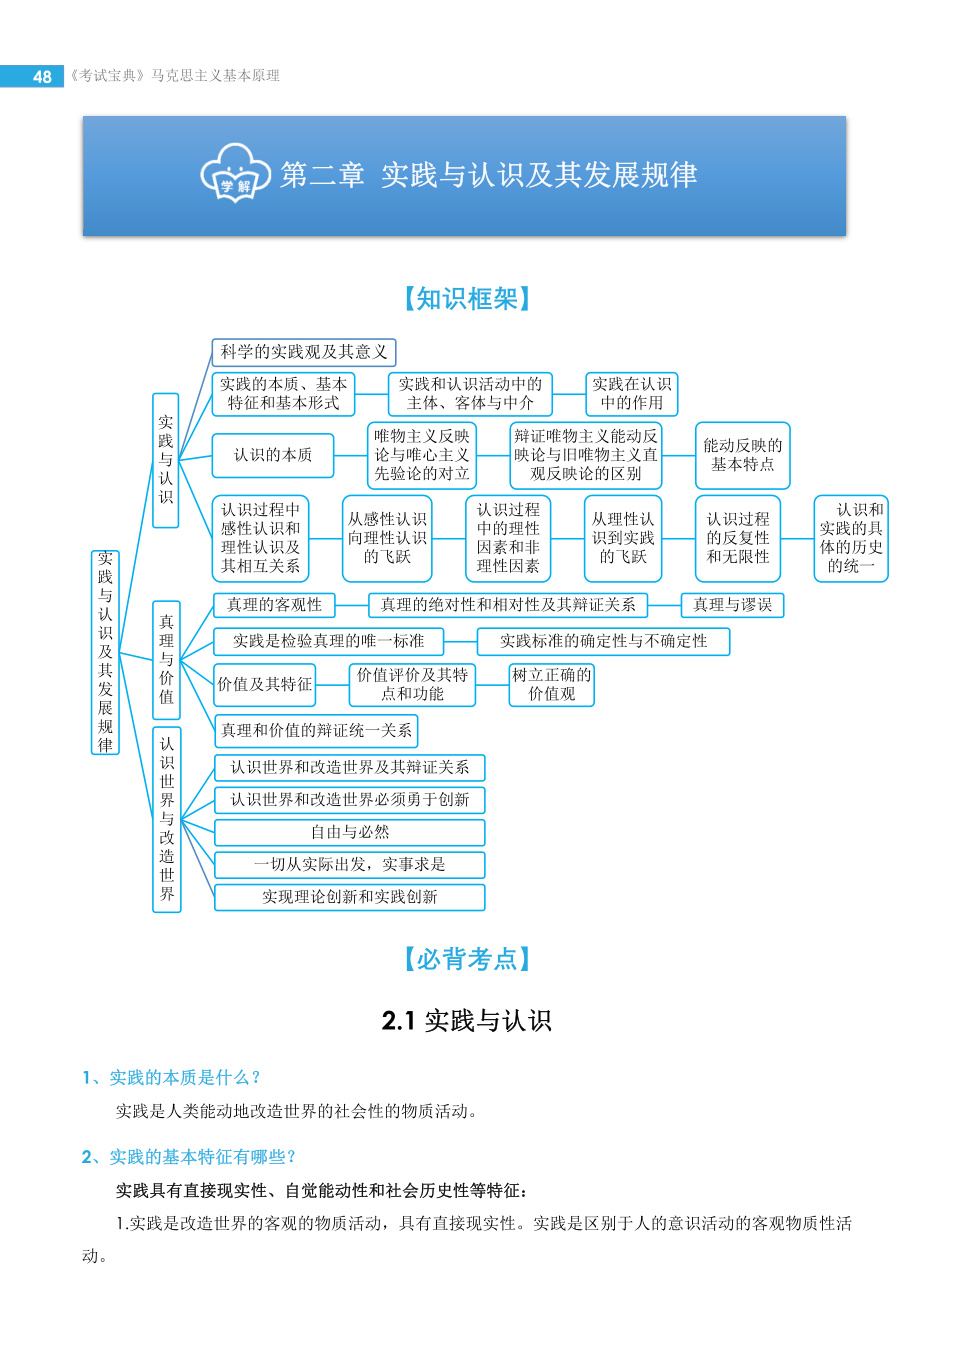 48 《考试宝典》马克思主义基本原理
学解
第二章 实践与认识及其发展规律
【知识框架】
实践与认识及其发展规律
实践与认识
科学的实践观及其意义
实践的本质、基本
特征和基本形式
实践和认识活动中的
主体、客体与中介
实践在认识
中的作用
认识的本质
唯物主义反映
论与唯心主义
先验论的对立
辩证唯物主义能动反
映论与旧唯物主义直
观反映论的区别
能动反映的
基本特点
认识过程中
感性认识和
理性认识及
其相互关系
从感性认识
向理性认识
的飞跃
认识过程
中的理性
因素和非
理性因素
从理性认
识到实践
的飞跃
认识过程
的反复性
和无限性
认识和
实践的具
体的历史
的统一
真理与价值
真理的客观性
真理的绝对性和相对性及其辩证关系
真理与谬误
实践是检验真理的唯一标准
实践标准的确定性与不确定性
价值及其特征
价值评价及其特
点和功能
树立正确的
价值观
真理和价值的辩证统一关系
认识世界与改造世界
认识世界和改造世界及其辩证关系
认识世界和改造世界必须勇于创新
自由与必然
一切从实际出发，实事求是
实现理论创新和实践创新
【必背考点】
2.1 实践与认识
1、实践的本质是什么？
实践是人类能动地改造世界的社会性的物质活动。
2、实践的基本特征有哪些？
实践具有直接现实性、自觉能动性和社会历史性等特征：
1.实践是改造世界的客观的物质活动，具有直接现实性。实践是区别于人的意识活动的客观物质性活
动。